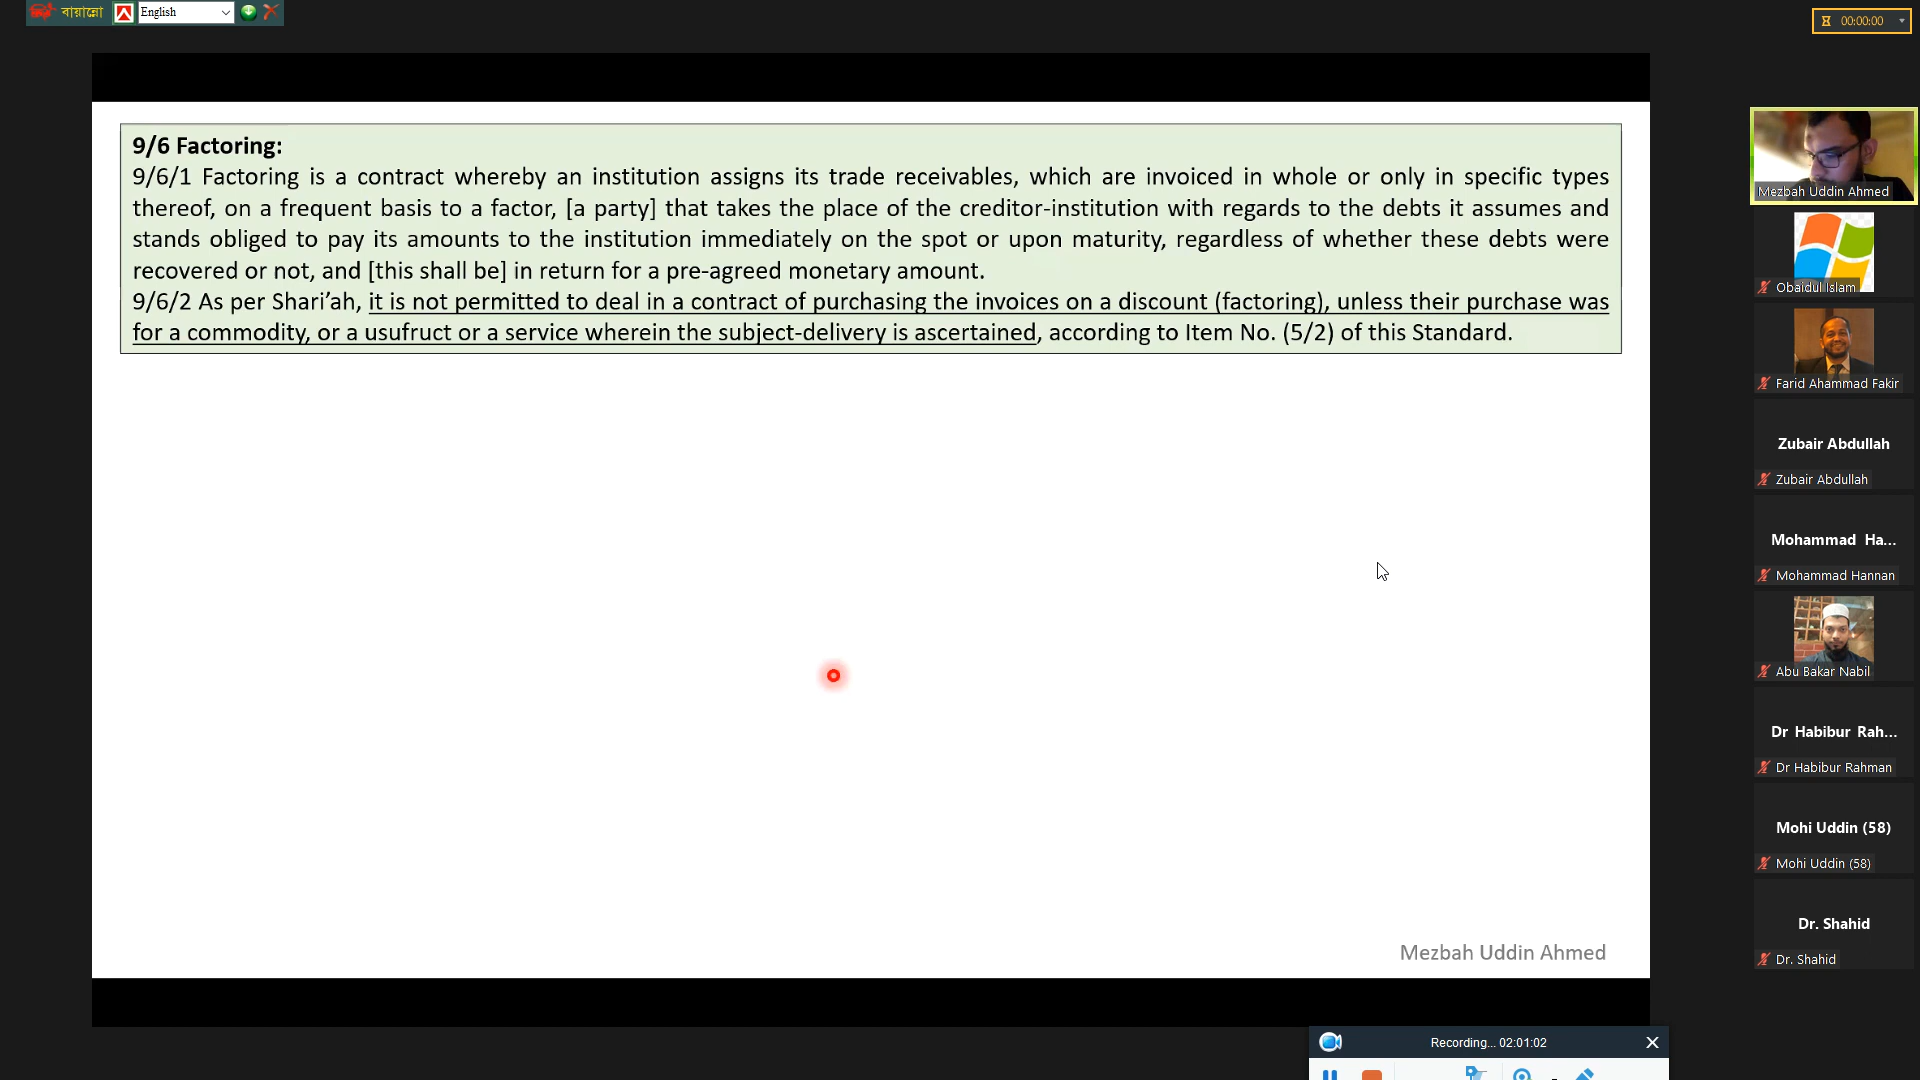 বায়ান্নো
English
00:00:00
9/6 Factoring:
9/6/1 Factoring is a contract whereby an institution assigns its trade receivables, which are invoiced in whole or only in specific types
thereof, on a frequent basis to a factor, [a party] that takes the place of the creditor-institution with regards to the debts it assumes and
stands obliged to pay its amounts to the institution immediately on the spot or upon maturity, regardless of whether these debts were
recovered or not, and [this shall be] in return for a pre-agreed monetary amount.
9/6/2 As per Shari’ah, it is not permitted to deal in a contract of purchasing the invoices on a discount (factoring), unless their purchase was
for a commodity, or a usufruct or a service wherein the subject-delivery is ascertained, according to Item No. (5/2) of this Standard.
Mezbah Uddin Ahmed
Mezbah Uddin Ahmed
Obaidul Islam
Farid Ahammad Fakir
Zubair Abdullah
Zubair Abdullah
Mohammad Ha...
Mohammad Hannan
Abu Bakar Nabil
Dr Habibur Rah...
Dr Habibur Rahman
Mohi Uddin (58)
Mohi Uddin (58)
Dr. Shahid
Dr. Shahid
Recording... 02:01:02